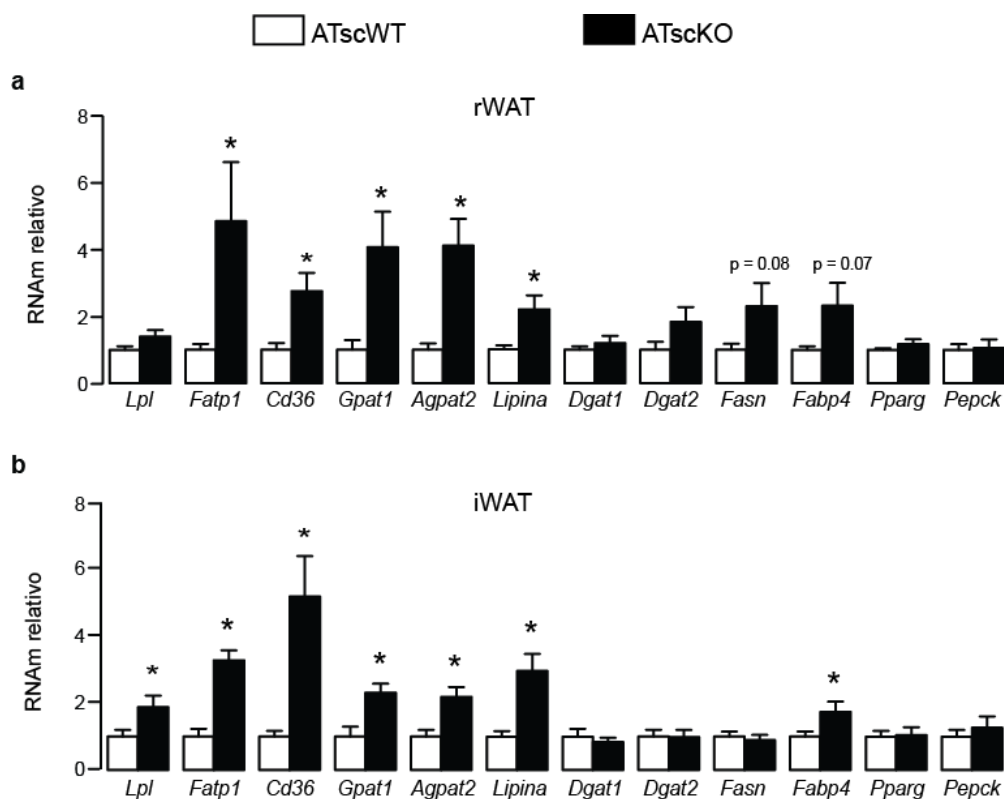 ATscWT ATscKO
a
rWAT
8
6
4
2
0
RNAm relativo
* * * * * p = 0.08 p = 0.07
Lpl Fatp1 Cd36 Gpat1 Agpat2 Lipina Dgat1 Dgat2 Fasn Fabp4 Pparg Pepck
b
iWAT
8
6
4
2
0
RNAm relativo
* * * * * * *
Lpl Fatp1 Cd36 Gpat1 Agpat2 Lipina Dgat1 Dgat2 Fasn Fabp4 Pparg Pepck